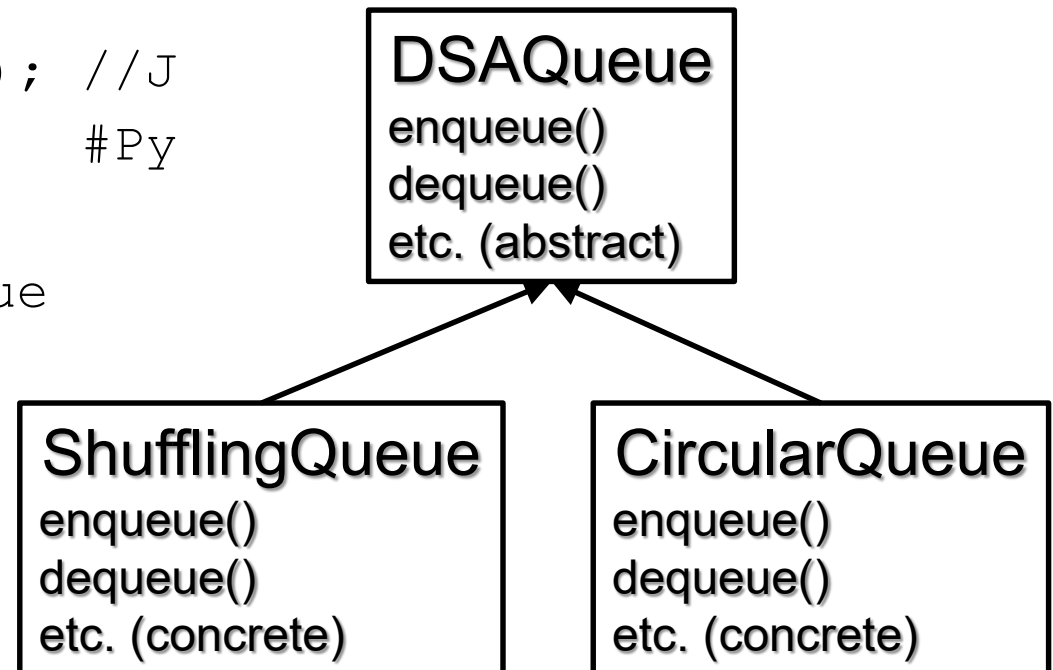 ); //J
#Py
ue
DSAQueue
enqueue()
dequeue()
etc. (abstract)
ShufflingQueue
enqueue()
dequeue()
etc. (concrete)
CircularQueue
enqueue()
dequeue()
etc. (concrete)